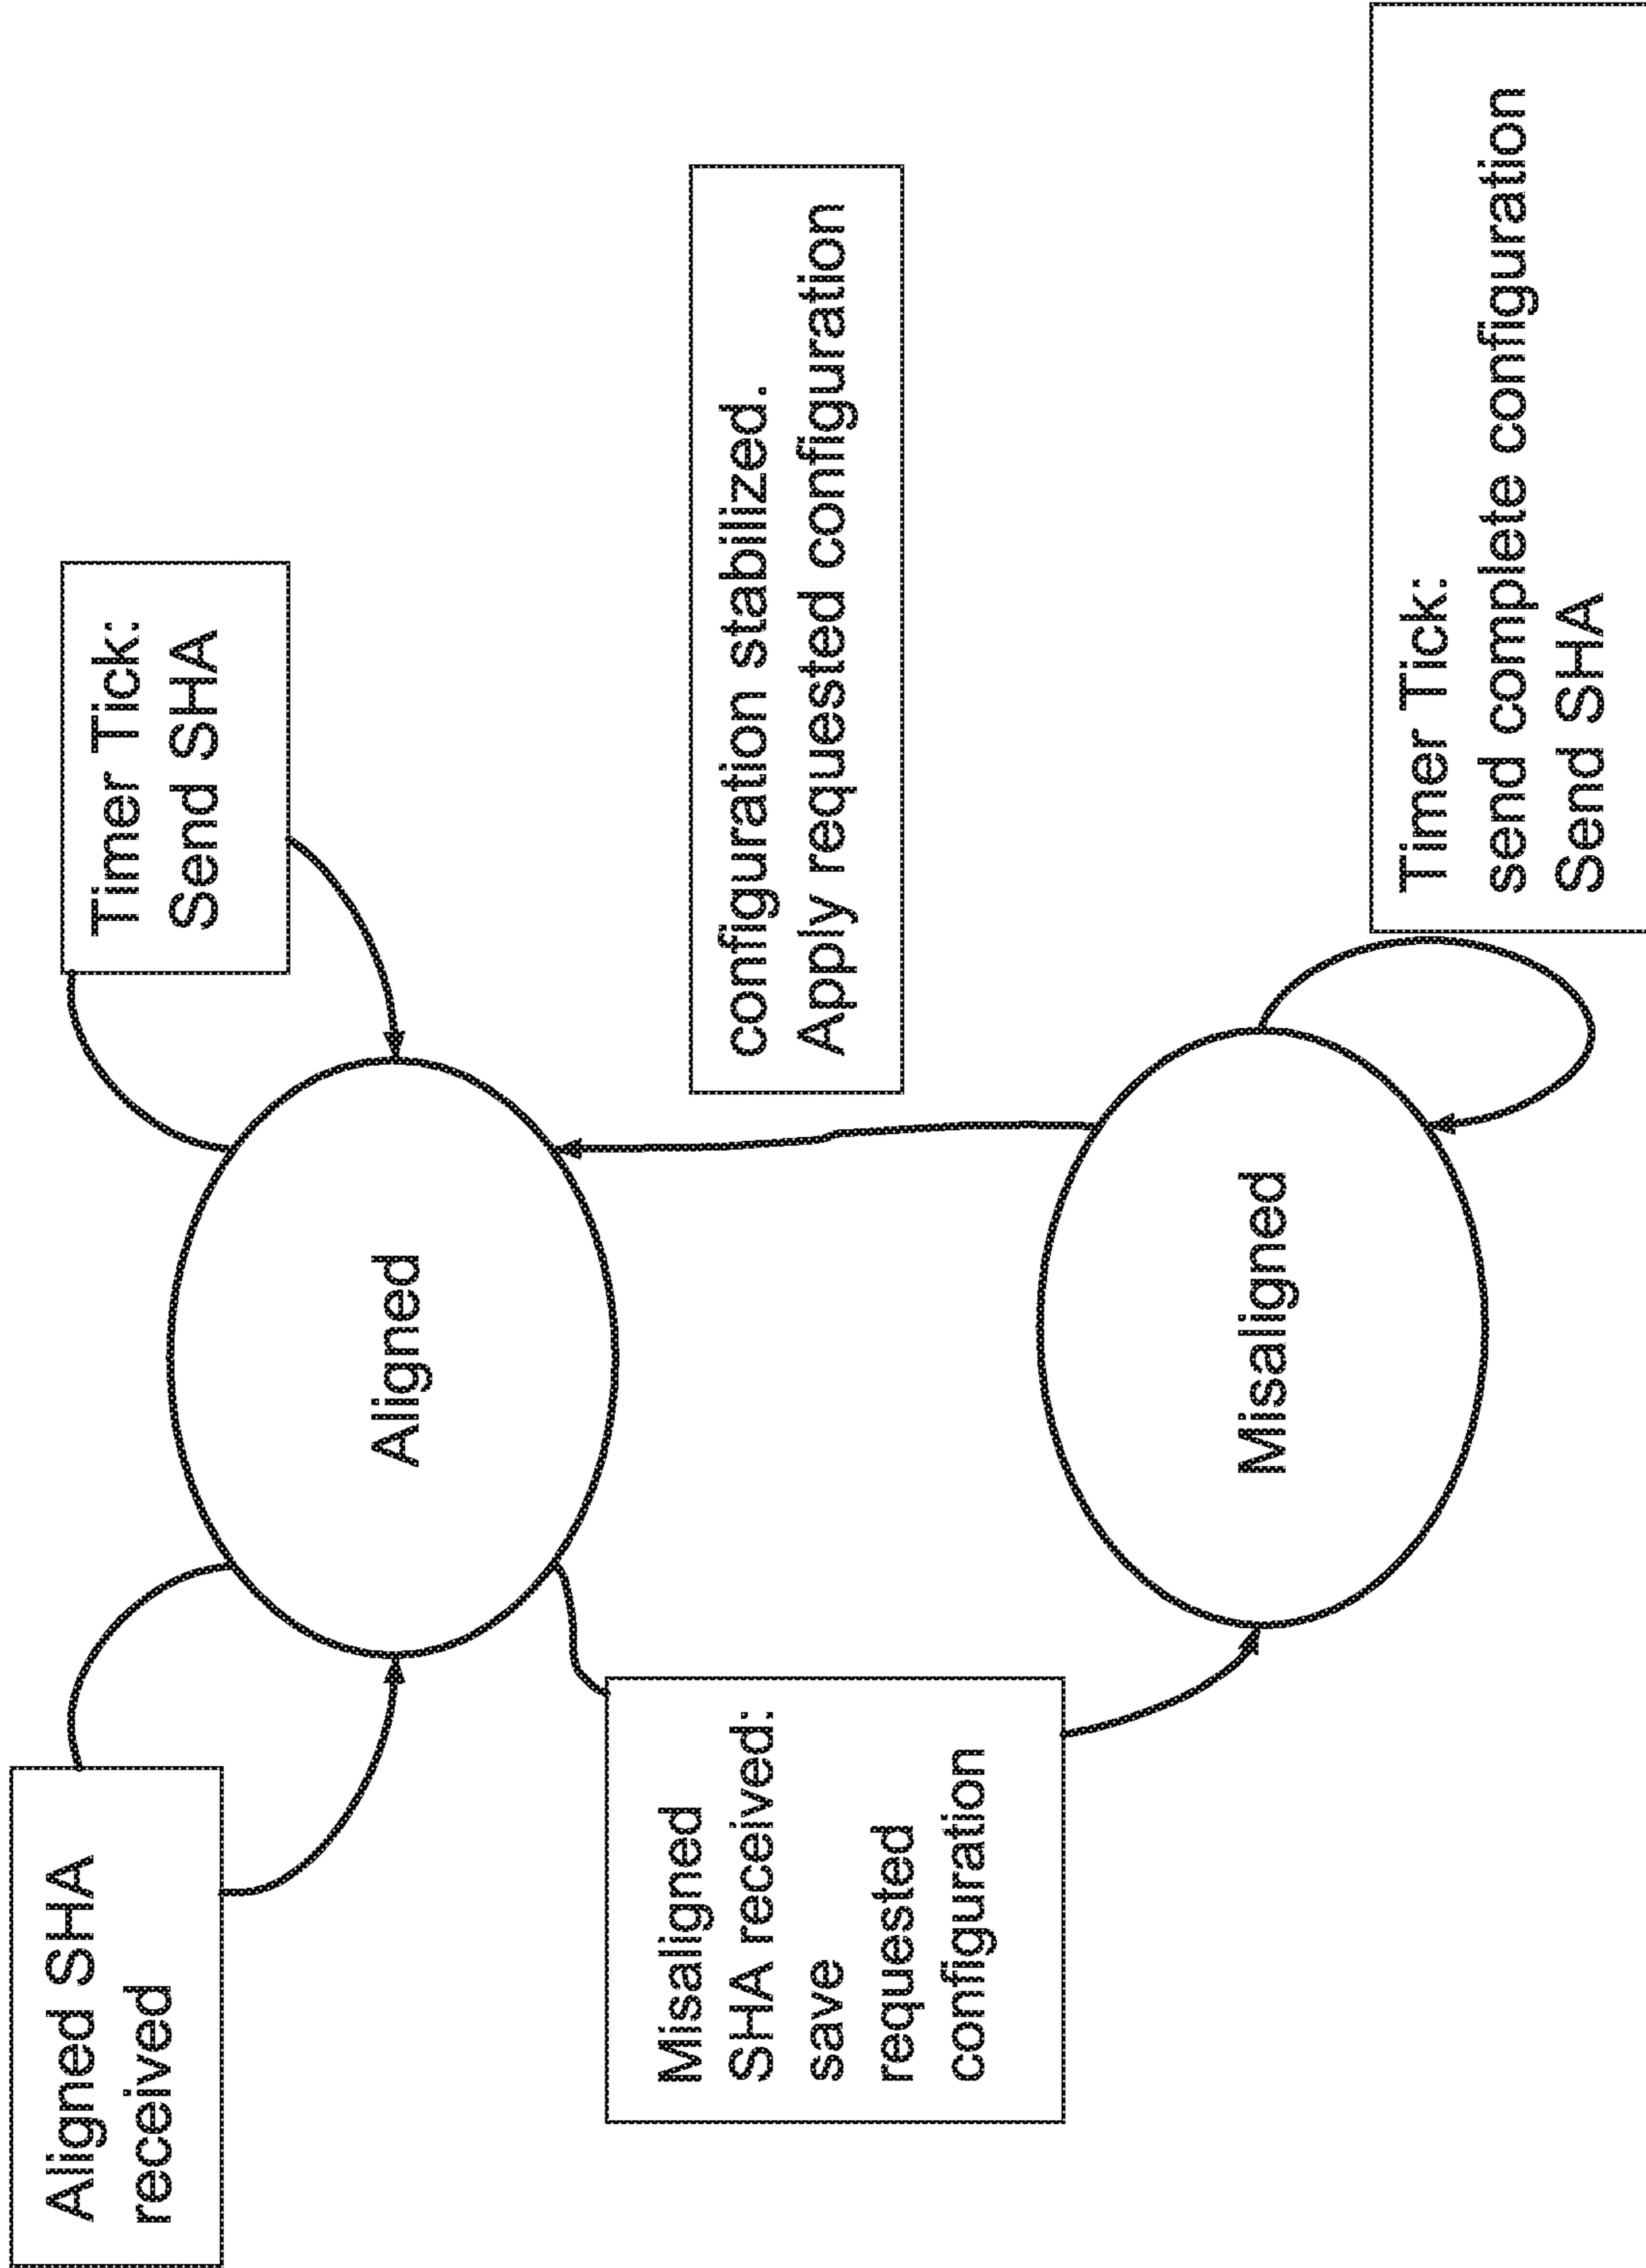 Aligned SHA
received
Timer Tick:
Send SHA
Aligned
Misaligned
SHA received:
save
requested
configuration
configuration stabilized.
Apply requested configuration
Misaligned
Timer Tick:
send complete configuration
Send SHA